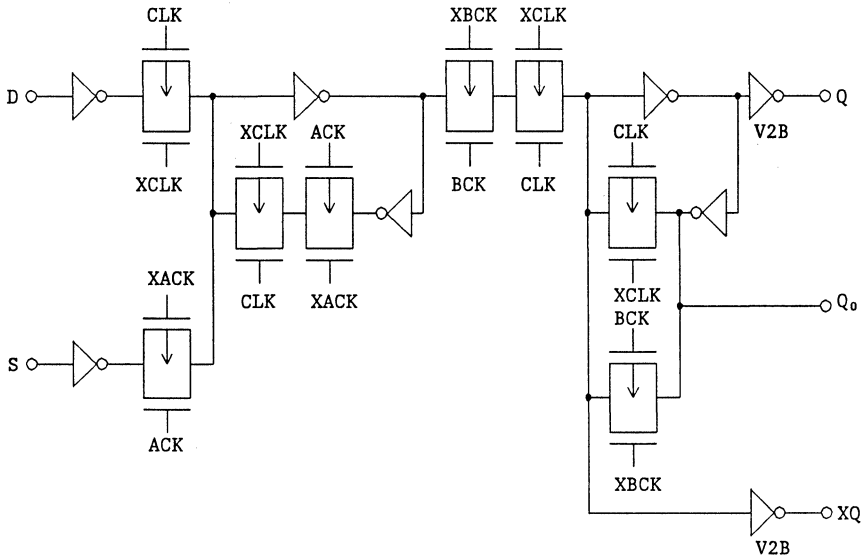 CLK
XBCK
XCLK
D
Q
XCLK
ACK
CLK
V2B
XCLK
BCK
CLK
CLK
XACK
XCLK
BCK
Q₀
XACK
S
ACK
XBCK
XQ
V2B